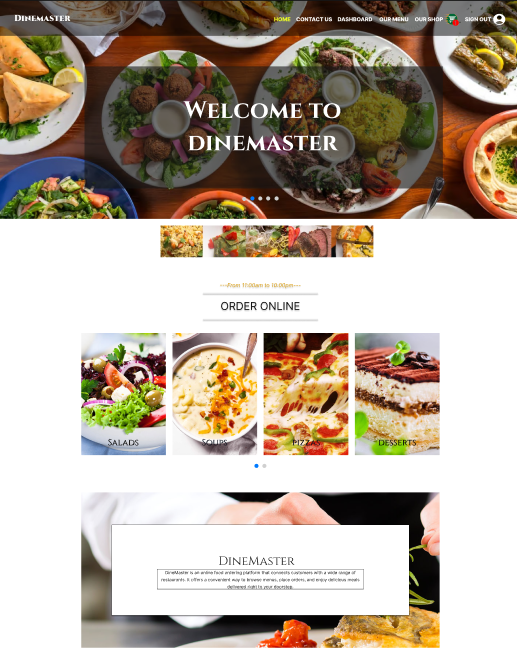 DINEMASTER
HOME CONTACT US DASHBOARD OUR MENU OUR SHOP SIGN OUT
WELCOME TO
DINEMASTER
---From 11:00am to 10:00pm---
ORDER ONLINE
SALADS
SOUPS
PIZZAS
DESSERTS
DINEMASTER
DineMaster is an online food ordering platform that connects customers with a wide range of
restaurants. It offers a convenient way to browse menus, place orders, and enjoy delicious meals
delivered right to your doorstep.